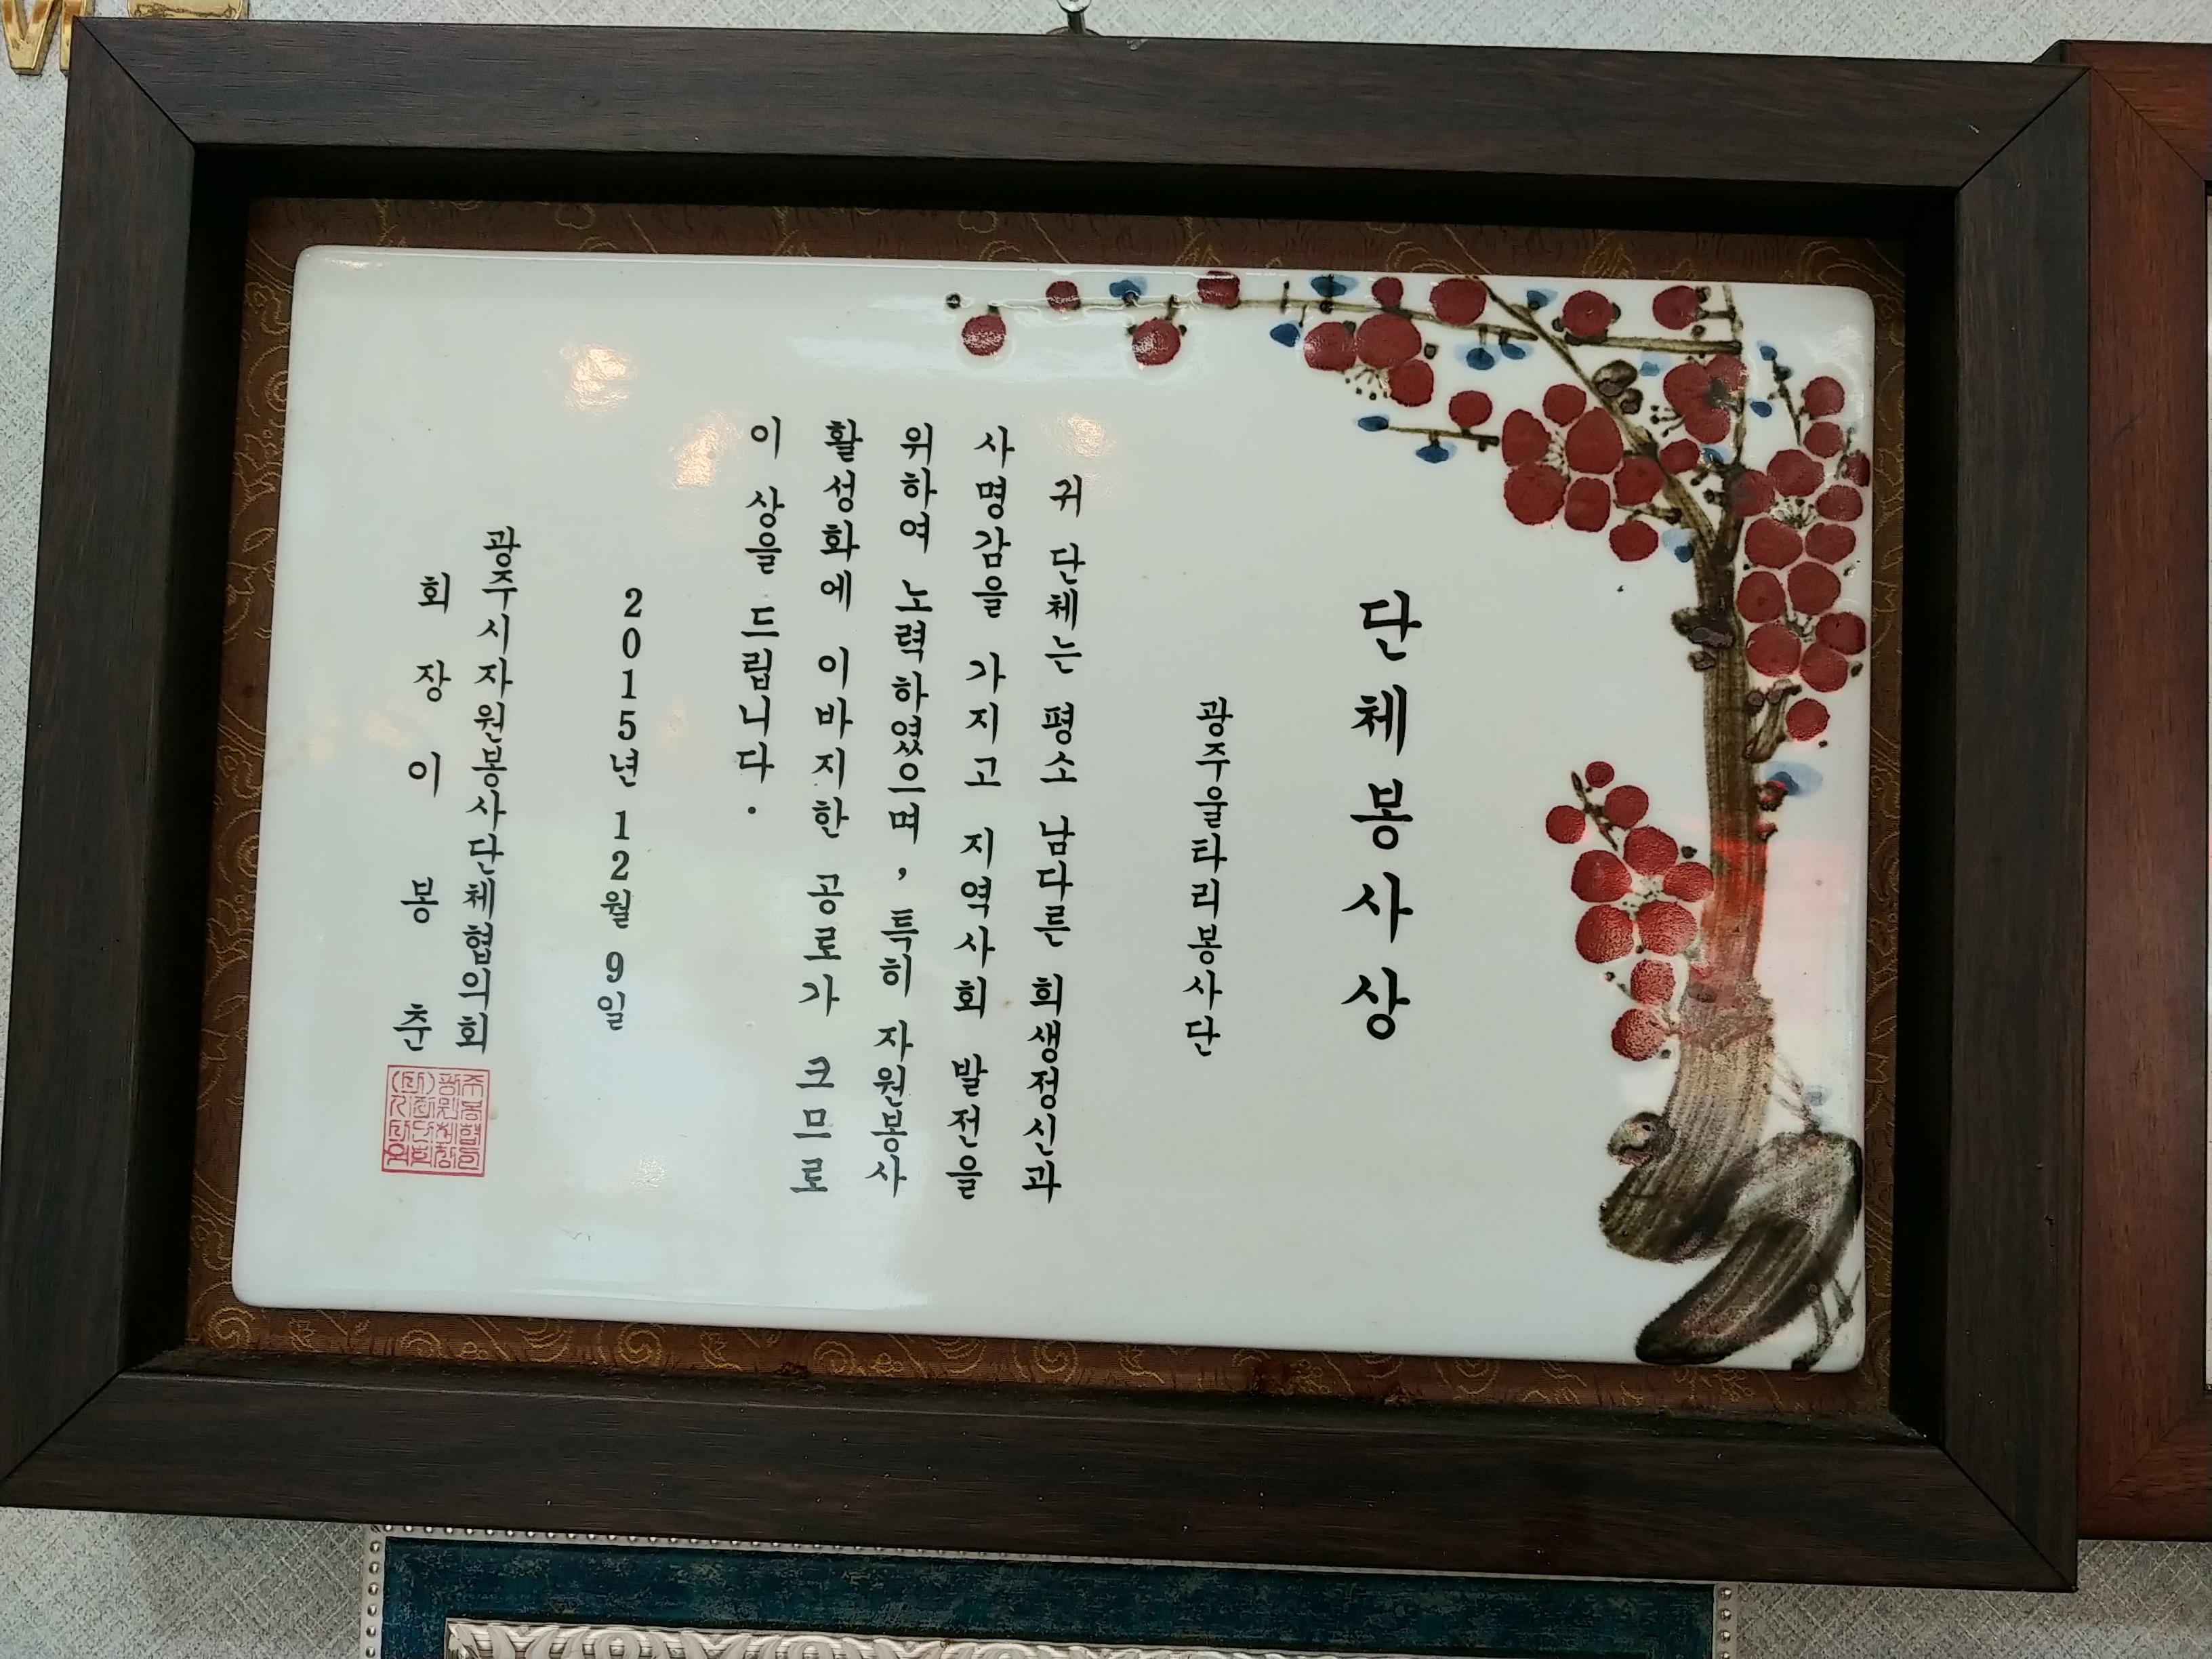 단체봉사상
광주울타리봉사단
귀 단체는 평소 남다른 희생정신과
사명감을 가지고 지역사회 발전을
위하여 노력하였으며, 특히 자원봉사
활성화에 이바지한 공로가 크므로
이 상을 드립니다.
2015년 12월 9일
광주시자원봉사단체협의회
회 장 이 봉 춘